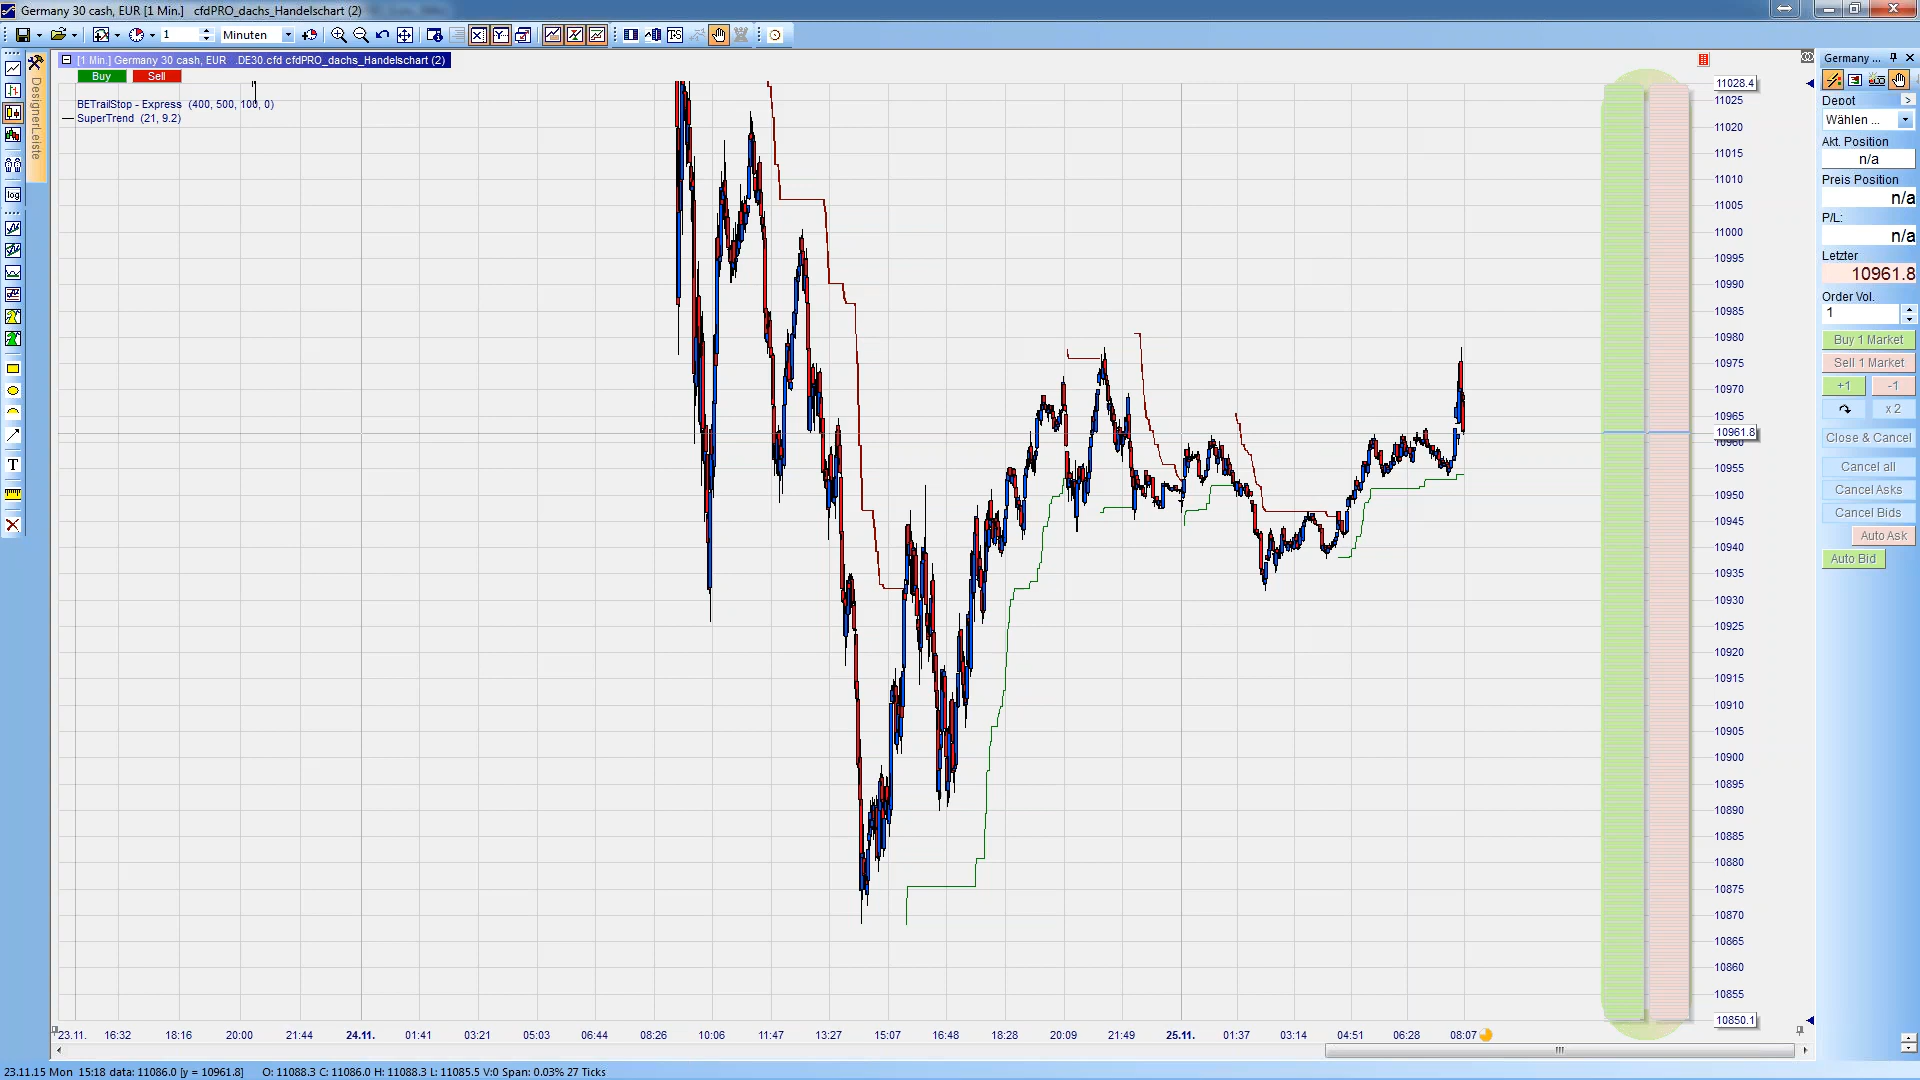 Germany 30 cash, EUR [1 Min.]   cfdPRO_dachs_Handelschart (2)
1 Minuten
[1 Min.] Germany 30 cash, EUR   .DE30.cfd cfdPRO_dachs_Handelschart (2)
Buy Sell
BETrailStop - Express  (400, 500, 100, 0)
SuperTrend  (21, 9.2)
DesignerLeiste
log
T
11028.4
11025
11020
11015
11010
11005
11000
10995
10990
10985
10980
10975
10970
10965
10961.8
10960
10955
10950
10945
10940
10935
10930
10925
10920
10915
10910
10905
10900
10895
10890
10885
10880
10875
10870
10865
10860
10855
10850.1
23.11. 16:32 18:16 20:00 21:44 24.11. 01:41 03:21 05:03 06:44 08:26 10:06 11:47 13:27 15:07 16:48 18:28 20:09 21:49 25.11. 01:37 03:14 04:51 06:28 08:07
Germany ...
Depot
Wählen ...
Akt. Position
n/a
Preis Position
n/a
P/L:
n/a
Letzter
10961.8
Order Vol.
1
Buy 1 Market
Sell 1 Market
+1 -1
x 2
Close & Cancel
Cancel all
Cancel Asks
Cancel Bids
Auto Ask
Auto Bid
23.11.15 Mon  15:18 data: 11086.0 [y = 10961.8]   O: 11088.3 C: 11086.0 H: 11088.3 L: 11085.5 V:0 Span: 0.03% 27 Ticks